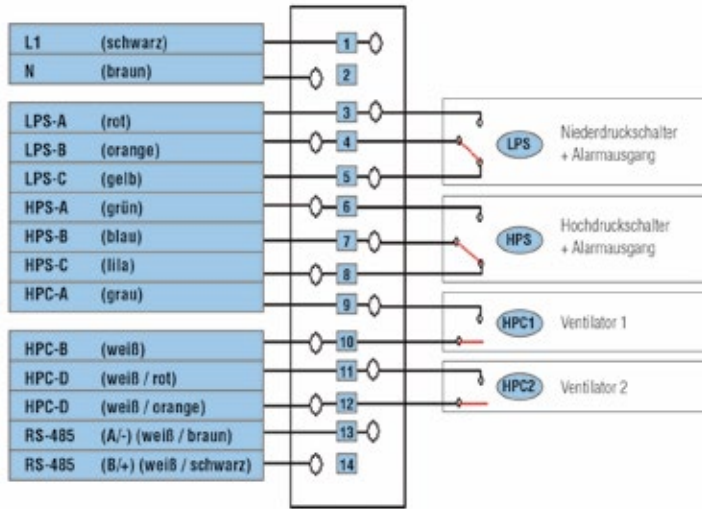 L1 (schwarz) 1
N (braun) 2
LPS-A (rot) 3
LPS-B (orange) 4
LPS-C (gelb) 5
HPS-A (grün) 6
HPS-B (blau) 7
HPS-C (lila) 8
HPC-A (grau) 9
HPC-B (weiß) 10
HPC-D (weiß / rot) 11
HPC-D (weiß / orange) 12
RS-485 (A/-) (weiß / braun) 13
RS-485 (B/+) (weiß / schwarz) 14
LPS Niederdruckschalter
+ Alarmausgang
HPS Hochdruckschalter
+ Alarmausgang
HPC1 Ventilator 1
HPC2 Ventilator 2